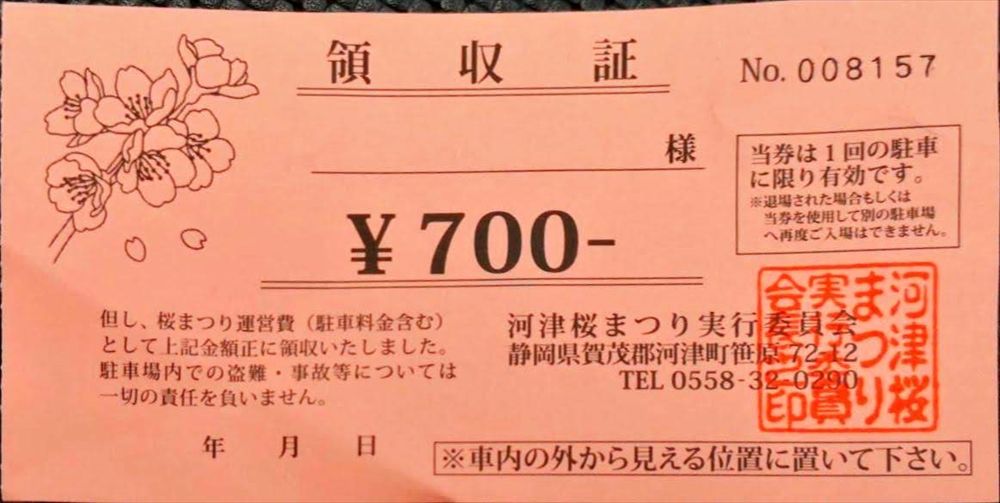 領収証
No. 008157
様
当券は1回の駐車
に限り有効です。
※退場された場合もしくは
当券を使用して別の駐車場
へ再度ご入場はできません。
¥700-
但し、桜まつり運営費（駐車料金含む）
として上記金額正に領収いたしました。
駐車場内での盗難・事故等については
一切の責任を負いません。
年 月 日
河津桜まつり実行委員会
静岡県賀茂郡河津町笹原 72-12
TEL 0558-32-0290
河津桜
まつり
実行委員
会之印
※車内の外から見える位置に置いて下さい。